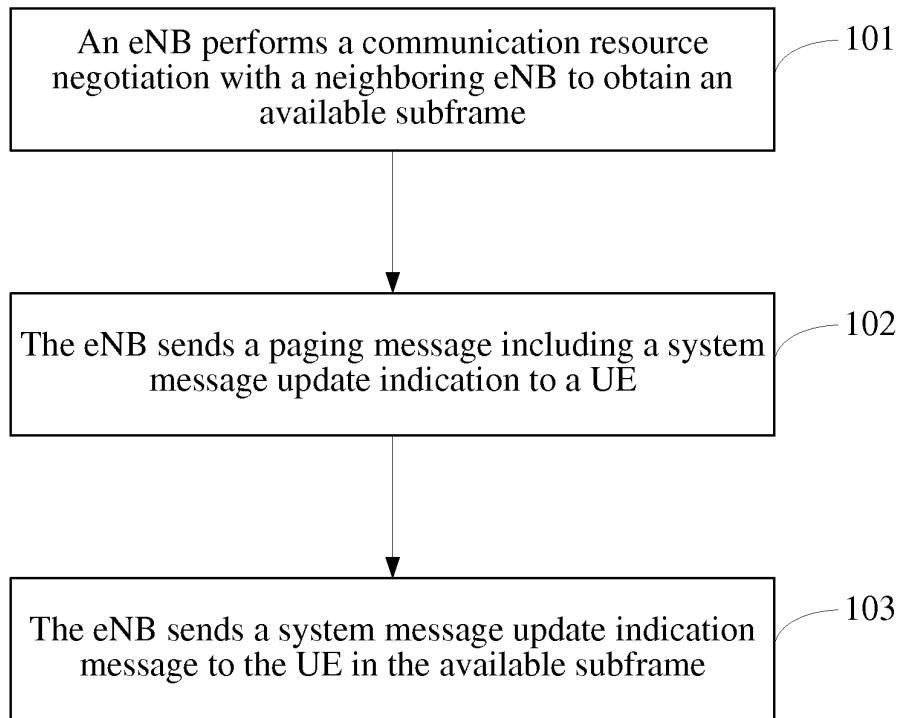 An eNB performs a communication resource
negotiation with a neighboring eNB to obtain an
available subframe
101
The eNB sends a paging message including a system
message update indication to a UE
102
The eNB sends a system message update indication
message to the UE in the available subframe
103